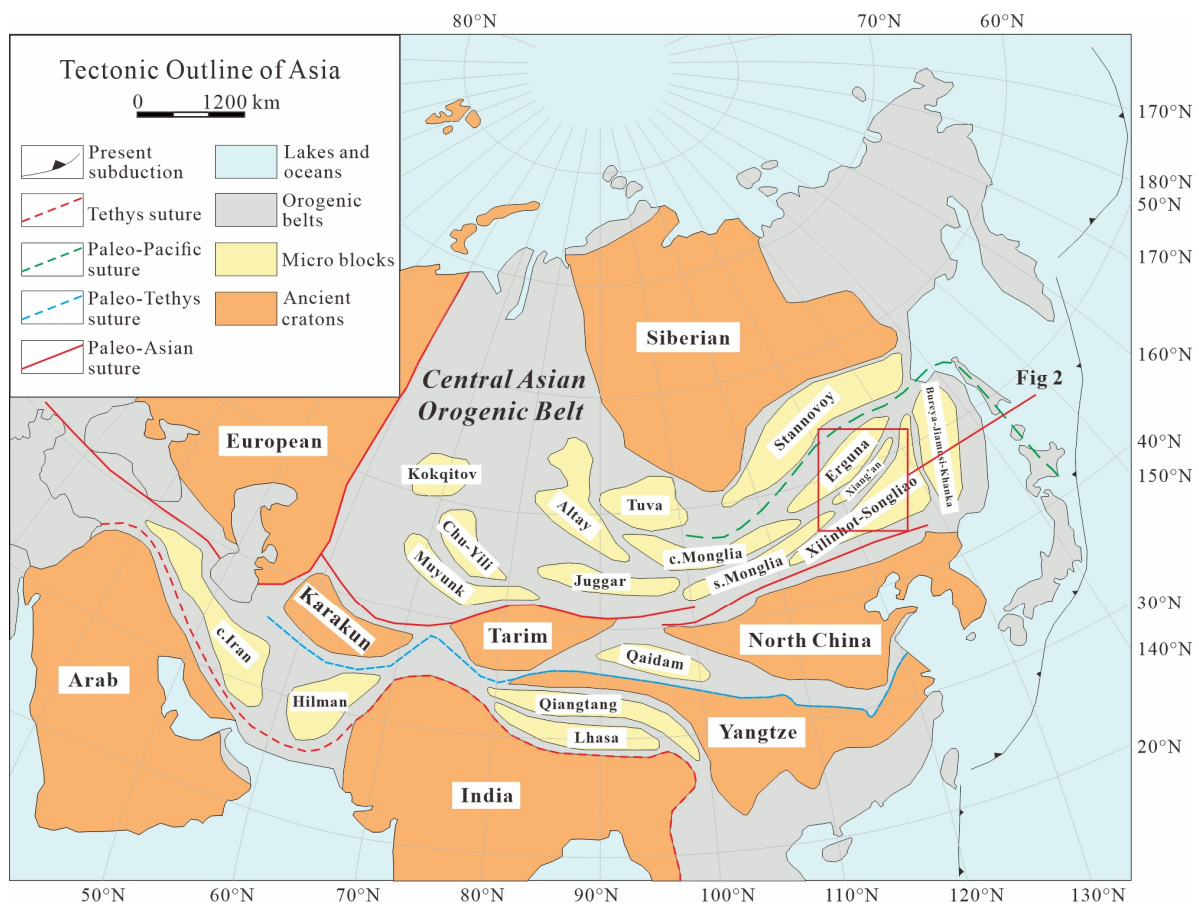 80°N
70°N
60°N
Tectonic Outline of Asia
0 1200 km
Present
subduction
Lakes and
oceans
Tethys suture
Orogenic
belts
Paleo-Pacific
suture
Micro blocks
Paleo-Tethys
suture
Ancient
cratons
Paleo-Asian
suture
170°N
180°N
50°N
170°N
160°N
40°N
150°N
30°N
140°N
20°N
Siberian
Central Asian
Orogenic Belt
Fig 2
European
Kokqitov
Stannovoy
Bureya-Jiamusi-Khanka
Erguna
Xiang'an
Tuva
Altay
Xilinhot-Songliao
Chu-Yili
c.Monglia
s.Monglia
Muyunk
Juggar
Karakun
Tarim
North China
c.Iran
Qaidam
Arab
Hilman
Qiangtang
Lhasa
Yangtze
India
50°N
60°N
70°N
80°N
90°N
100°N
110°N
120°N
130°N